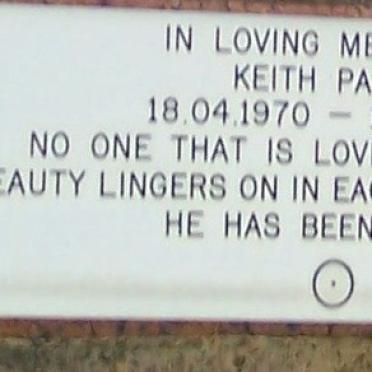 IN LOVING ME
KEITH PA
18.04.1970 –
NO ONE THAT IS LOV
EAUTY LINGERS ON IN EA
HE HAS BEEN